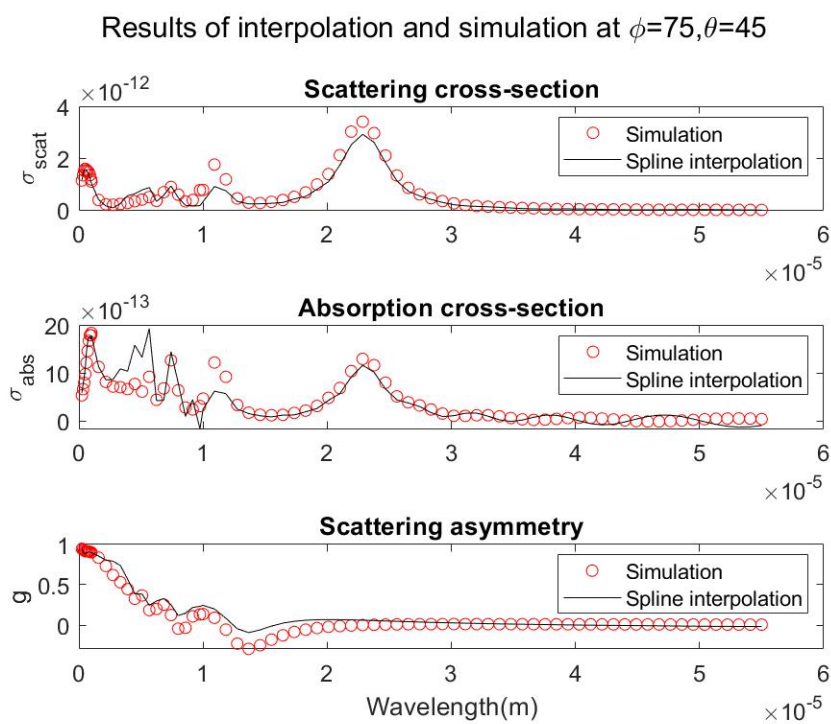 Results of interpolation and simulation at ϕ=75,θ=45
×10⁻¹²
Scattering cross-section
σscat
4
2
0
Simulation
Spline interpolation
0 1 2 3 4 5 6
×10⁻⁵
×10⁻¹³
Absorption cross-section
σabs
20
10
0
Simulation
Spline interpolation
0 1 2 3 4 5 6
×10⁻⁵
Scattering asymmetry
g
1
0.5
0
Simulation
Spline interpolation
0 1 2 3 4 5 6
Wavelength(m)
×10⁻⁵